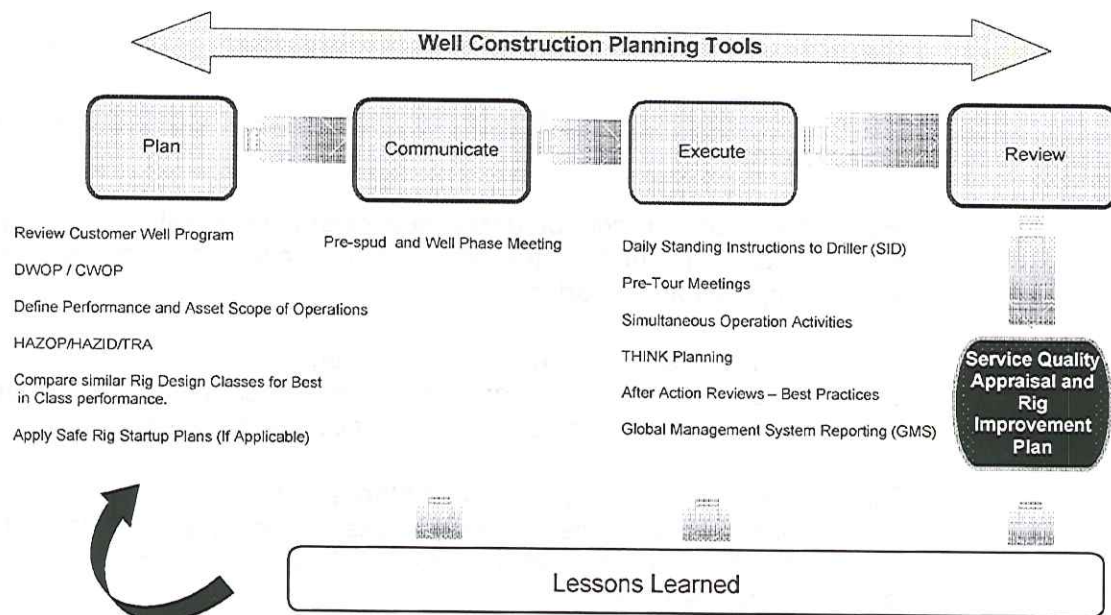 Well Construction Planning Tools
Plan
Communicate
Execute
Review
Review Customer Well Program
DWOP / CWOP
Define Performance and Asset Scope of Operations
HAZOP/HAZID/TRA
Compare similar Rig Design Classes for Best
in Class performance.
Apply Safe Rig Startup Plans (If Applicable)
Pre-spud and Well Phase Meeting
Daily Standing Instructions to Driller (SID)
Pre-Tour Meetings
Simultaneous Operation Activities
THINK Planning
After Action Reviews – Best Practices
Global Management System Reporting (GMS)
Service Quality
Appraisal and
Rig
Improvement
Plan
Lessons Learned